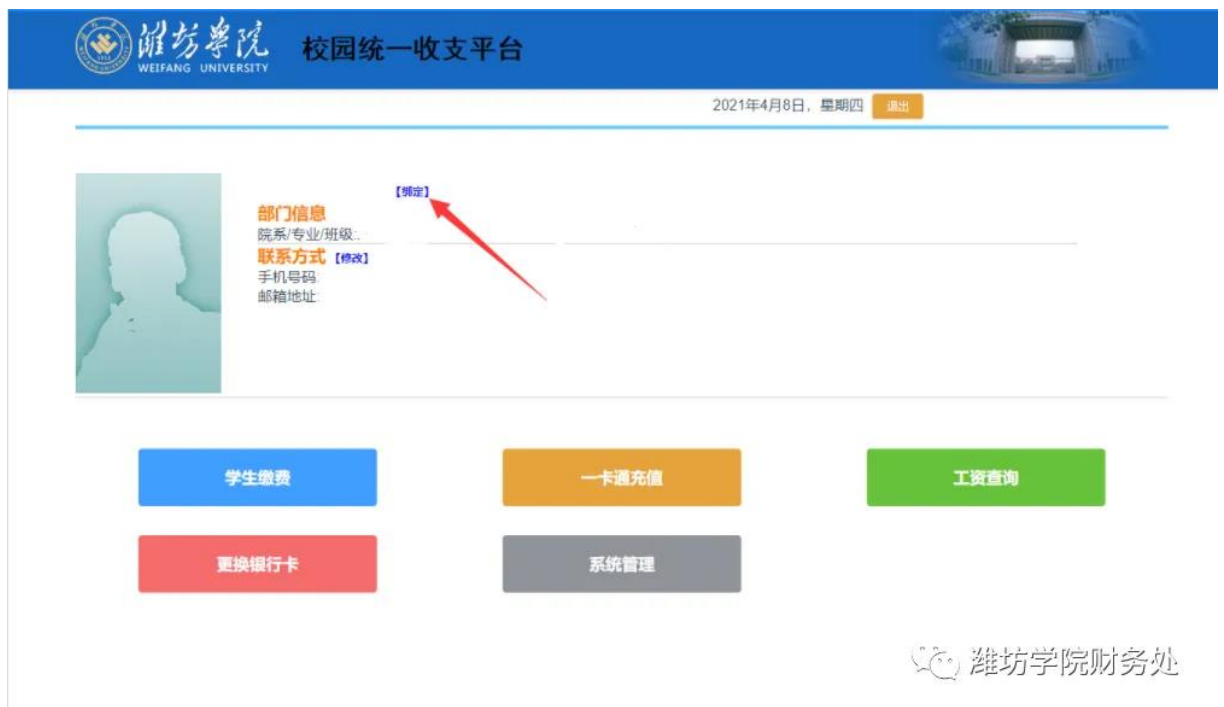 潍坊学院
WEIFANG UNIVERSITY
校园统一收支平台
2021年4月8日，星期四 退出
【绑定】
部门信息
院系/专业/班级:.
联系方式【修改】
手机号码:
邮箱地址:
学生缴费 一卡通充值 工资查询
更换银行卡 系统管理
潍坊学院财务处